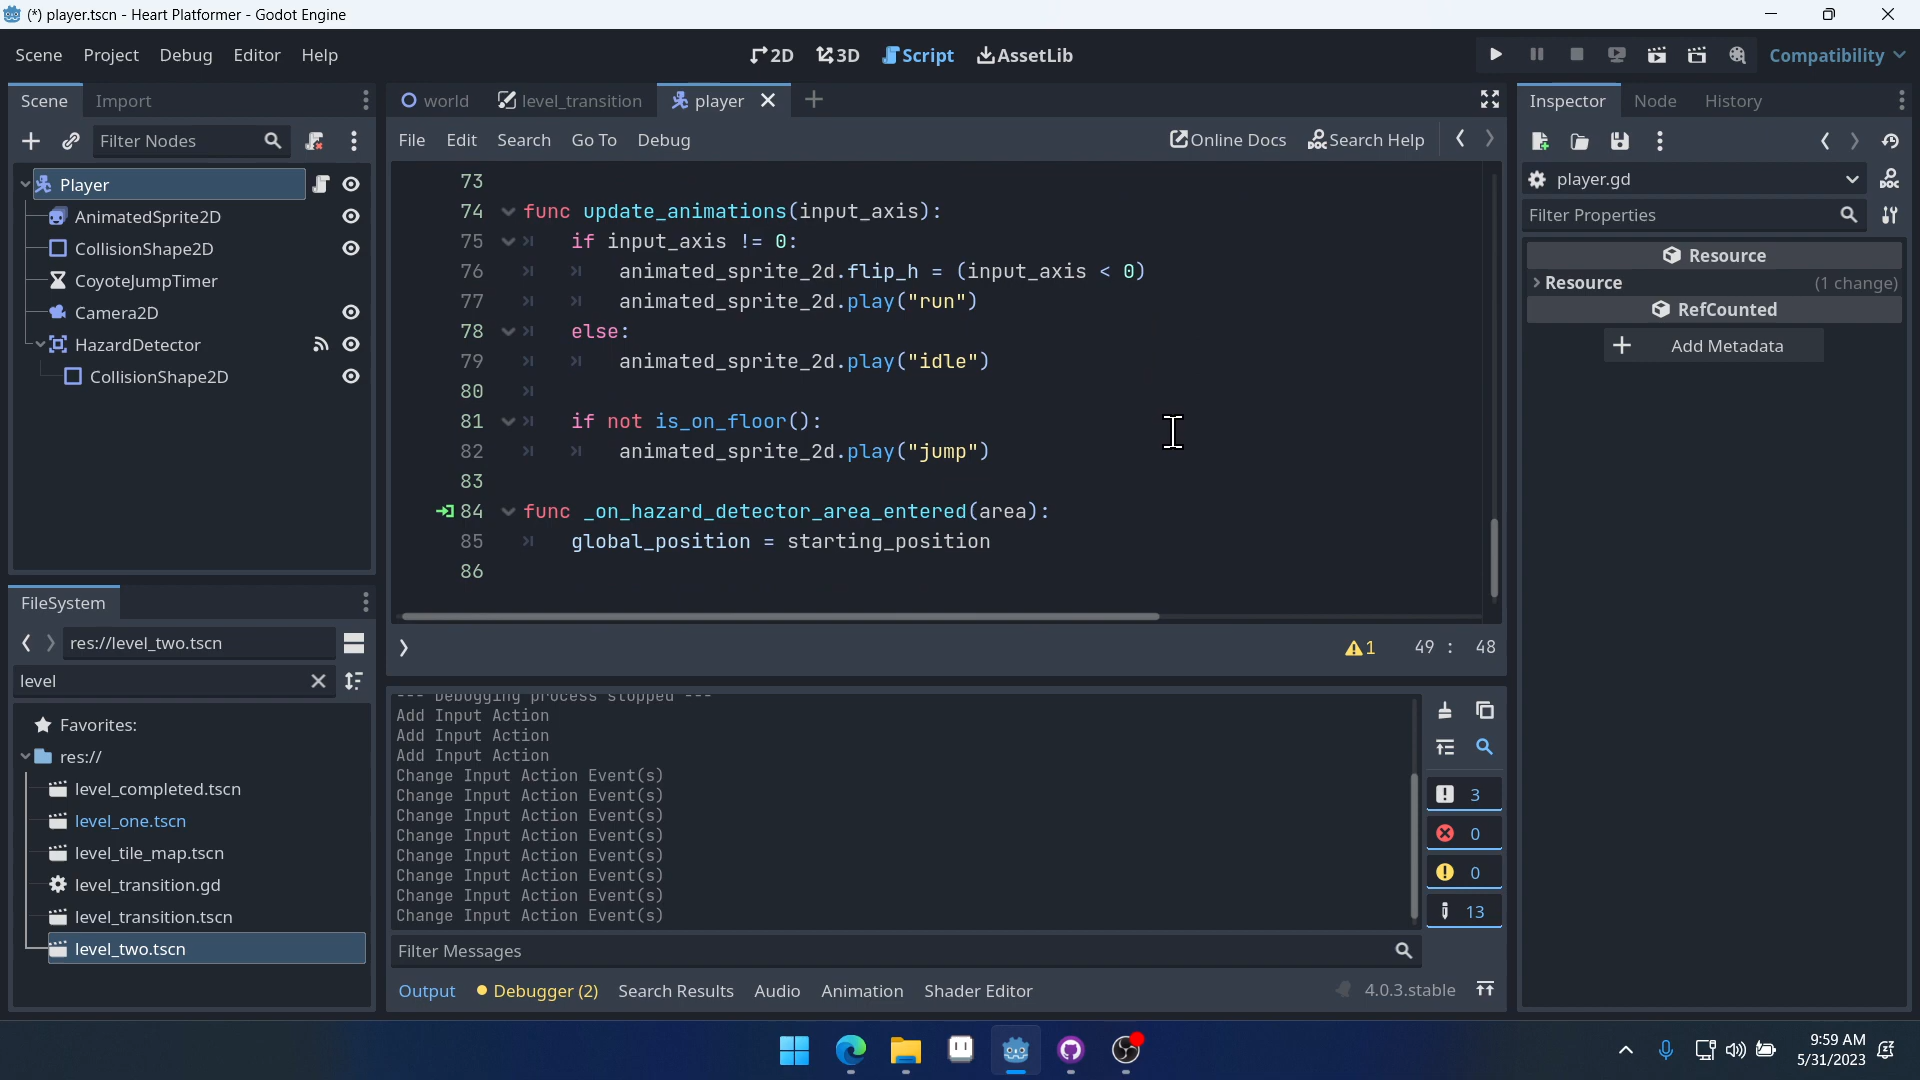 (*) player.tscn - Heart Platformer - Godot Engine
Scene Project Debug Editor Help
2D 3D Script AssetLib
Compatibility
Scene Import
Filter Nodes
Player
AnimatedSprite2D
CollisionShape2D
CoyoteJumpTimer
Camera2D
HazardDetector
CollisionShape2D
FileSystem
res://level_two.tscn
level
Favorites:
res://
level_completed.tscn
level_one.tscn
level_tile_map.tscn
level_transition.gd
level_transition.tscn
level_two.tscn
world level_transition player
File Edit Search Go To Debug
Online Docs Search Help
73
74 func update_animations(input_axis):
75 if input_axis != 0:
76 animated_sprite_2d.flip_h = (input_axis < 0)
77 animated_sprite_2d.play("run")
78 else:
79 animated_sprite_2d.play("idle")
80
81 if not is_on_floor():
82 animated_sprite_2d.play("jump")
83
84 func _on_hazard_detector_area_entered(area):
85 global_position = starting_position
86
1 49 : 48
--- Debugging process stopped ---
Add Input Action
Add Input Action
Add Input Action
Change Input Action Event(s)
Change Input Action Event(s)
Change Input Action Event(s)
Change Input Action Event(s)
Change Input Action Event(s)
Change Input Action Event(s)
Change Input Action Event(s)
Change Input Action Event(s)
3
0
0
13
Filter Messages
Output Debugger (2) Search Results Audio Animation Shader Editor
4.0.3.stable
Inspector Node History
player.gd
Filter Properties
Resource
Resource (1 change)
RefCounted
Add Metadata
9:59 AM
5/31/2023